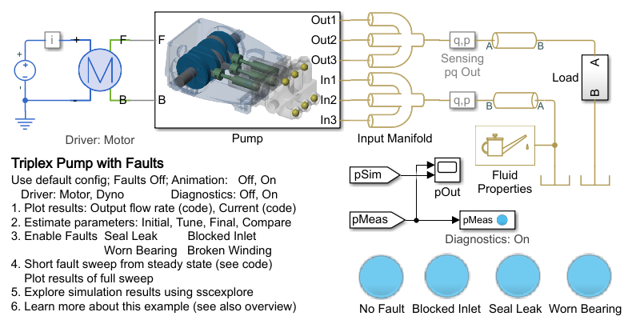 Out1
Out2
Out3
In1
In2
In3
i
+
-
+
-
F
B
M
F
B
q,p
A
B
Sensing
pq Out
q,p
B
A
A
B
Load
Driver: Motor
Pump
Input Manifold
Fluid
Properties
Triplex Pump with Faults
Use default config; Faults Off; Animation: Off, On
Driver: Motor, Dyno Diagnostics: Off, On
1. Plot results: Output flow rate (code), Current (code)
2. Estimate parameters: Initial, Tune, Final, Compare
3. Enable Faults Seal Leak Blocked Inlet
Worn Bearing Broken Winding
4. Short fault sweep from steady state (see code)
Plot results of full sweep
5. Explore simulation results using sscexplore
6. Learn more about this example (see also overview)
pSim
pOut
pMeas
pMeas
Diagnostics: On
No Fault Blocked Inlet Seal Leak Worn Bearing